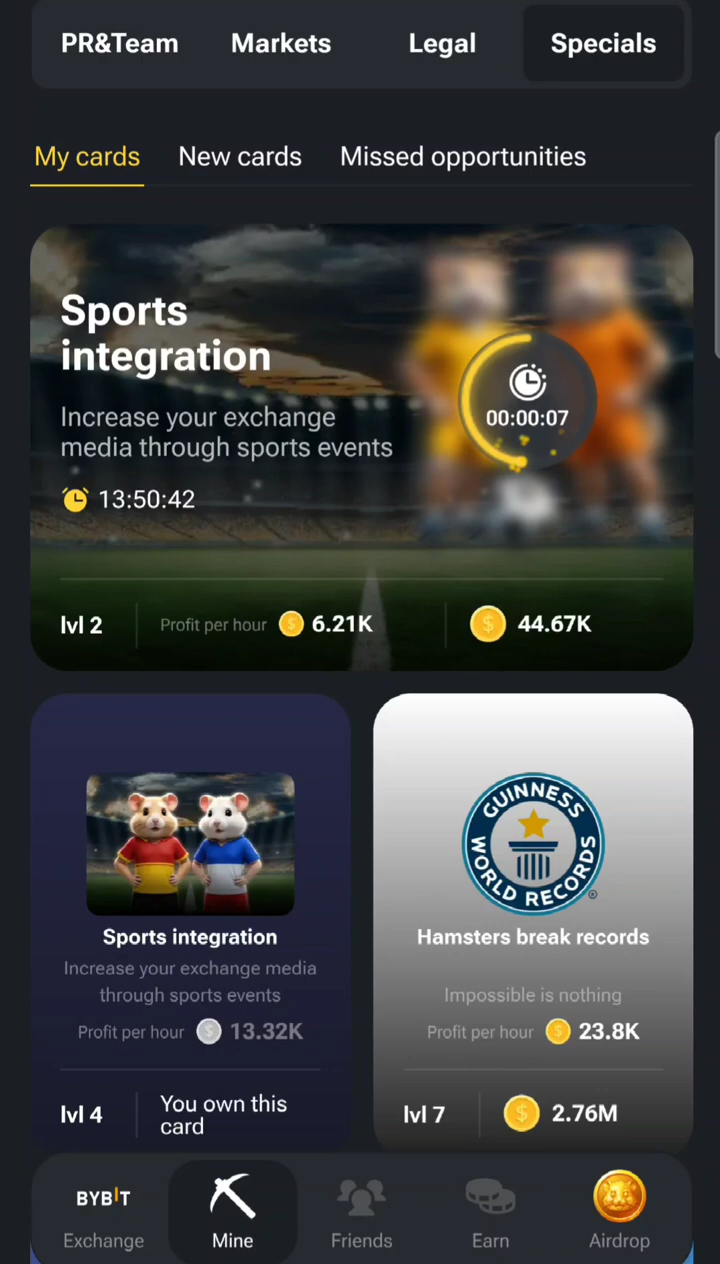 PR&Team Markets Legal Specials
My cards New cards Missed opportunities
Sports
integration
Increase your exchange
media through sports events
00:00:07
13:50:42
lvl 2 Profit per hour 6.21K 44.67K
GUINNESS
WORLD RECORDS
®
Sports integration
Increase your exchange media
through sports events
Profit per hour 13.32K
lvl 4 You own this
card
Hamsters break records
Impossible is nothing
Profit per hour 23.8K
lvl 7 2.76M
BYBIT
Exchange Mine Friends Earn Airdrop